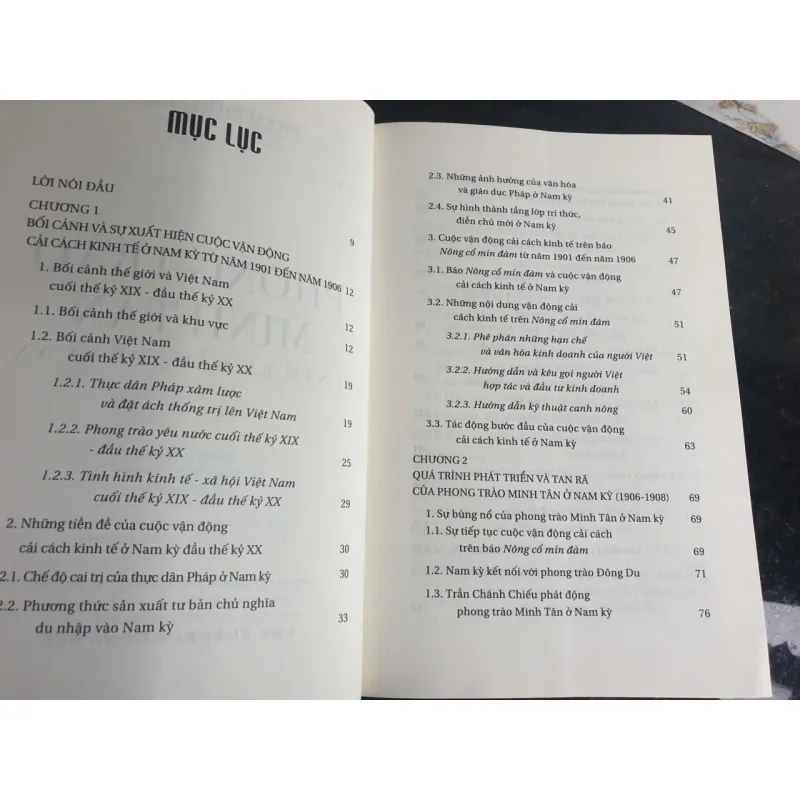 MỤC LỤC
LỜI NÓI ĐẦU 9
CHƯƠNG 1
BỐI CẢNH VÀ SỰ XUẤT HIỆN CUỘC VẬN ĐỘNG
CẢI CÁCH KINH TẾ Ở NAM KỲ TỪ NĂM 1901 ĐẾN NĂM 1906 12
1. Bối cảnh thế giới và Việt Nam
cuối thế kỷ XIX - đầu thế kỷ XX 12
1.1. Bối cảnh thế giới và khu vực 12
1.2. Bối cảnh Việt Nam
cuối thế kỷ XIX - đầu thế kỷ XX 19
1.2.1. Thực dân Pháp xâm lược
và đặt ách thống trị lên Việt Nam 19
1.2.2. Phong trào yêu nước cuối thế kỷ XIX
- đầu thế kỷ XX 25
1.2.3. Tình hình kinh tế - xã hội Việt Nam
cuối thế kỷ XIX - đầu thế kỷ XX 29
2. Những tiền đề của cuộc vận động
cải cách kinh tế ở Nam kỳ đầu thế kỷ XX 30
2.1. Chế độ cai trị của thực dân Pháp ở Nam kỳ 30
2.2. Phương thức sản xuất tư bản chủ nghĩa
du nhập vào Nam kỳ 33
2.3. Những ảnh hưởng của văn hóa
và giáo dục Pháp ở Nam kỳ 41
2.4. Sự hình thành tầng lớp trí thức,
điền chủ mới ở Nam kỳ 45
3. Cuộc vận động cải cách kinh tế trên báo
Nông cổ mín đàm từ năm 1901 đến năm 1906 47
3.1. Báo Nông cổ mín đàm và cuộc vận động
cải cách kinh tế ở Nam kỳ 47
3.2. Những nội dung vận động cải
cách kinh tế trên Nông cổ mín đàm 51
3.2.1. Phê phán những hạn chế
và văn hóa kinh doanh của người Việt 51
3.2.2. Hướng dẫn và kêu gọi người Việt
hợp tác và đầu tư kinh doanh 54
3.2.3. Hướng dẫn kỹ thuật canh nông 60
3.3. Tác động bước đầu của cuộc vận động
cải cách kinh tế ở Nam kỳ 63
CHƯƠNG 2
QUÁ TRÌNH PHÁT TRIỂN VÀ TAN RÃ
CỦA PHONG TRÀO MINH TÂN Ở NAM KỲ (1906-1908) 69
1. Sự bùng nổ của phong trào Minh Tân ở Nam kỳ 69
1.1. Sự tiếp tục cuộc vận động cải cách
trên báo Nông cổ mín đàm 69
1.2. Nam kỳ kết nối với phong trào Đông Du 71
1.3. Trần Chánh Chiếu phát động
phong trào Minh Tân ở Nam kỳ 76